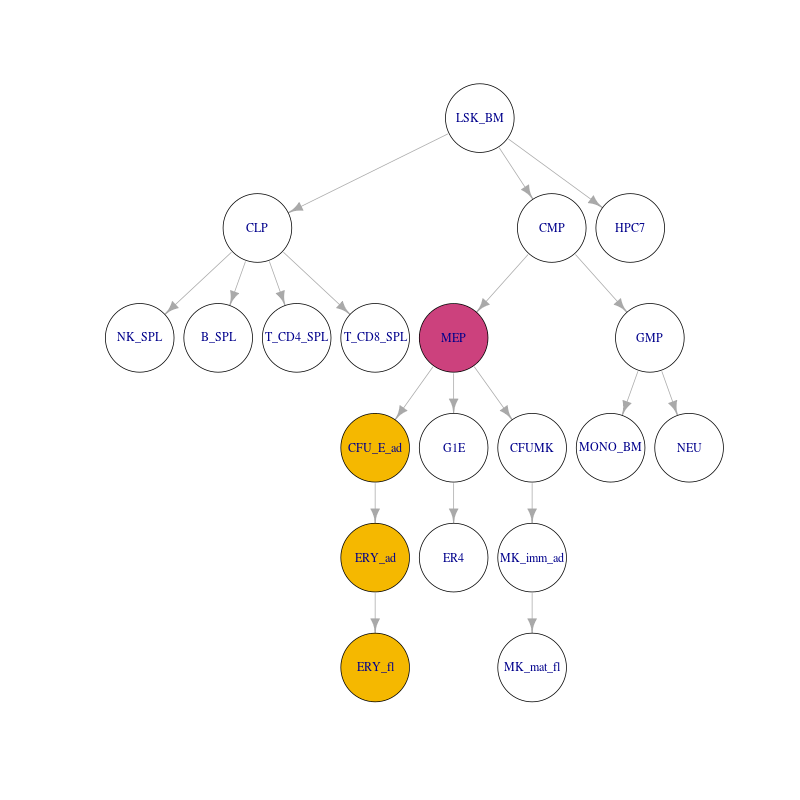 LSK_BM
CLP
CMP
HPC7
NK_SPL
B_SPL
T_CD4_SPL
T_CD8_SPL
MEP
GMP
CFU_E_ad
G1E
CFUMK
MONO_BM
NEU
ERY_ad
ER4
MK_imm_ad
ERY_fl
MK_mat_fl